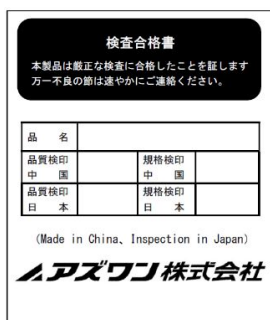 検査合格書
本製品は厳正な検査に合格したことを証します
万一不良の節は速やかにご連絡ください。
品　名
品質検印 規格検印
中　国 中　国
品質検印 規格検印
日　本 日　本
(Made in China、Inspection in Japan)
アズワン株式会社